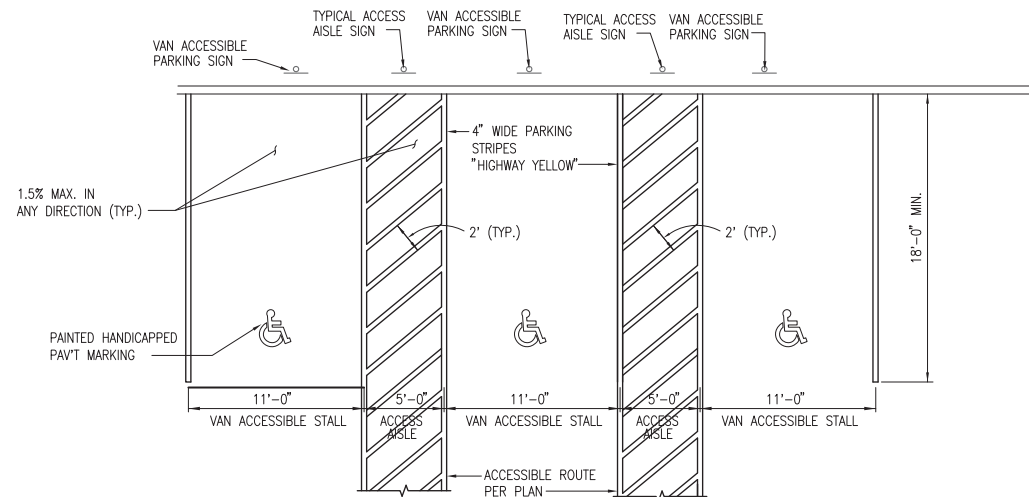 TYPICAL ACCESS
AISLE SIGN
VAN ACCESSIBLE
PARKING SIGN
TYPICAL ACCESS
AISLE SIGN
VAN ACCESSIBLE
PARKING SIGN
VAN ACCESSIBLE
PARKING SIGN
4" WIDE PARKING
STRIPES
"HIGHWAY YELLOW"
1.5% MAX. IN
ANY DIRECTION (TYP.)
2' (TYP.)
2' (TYP.)
18'-0" MIN.
PAINTED HANDICAPPED
PAV'T MARKING
11'-0"
VAN ACCESSIBLE STALL
5'-0"
ACCESS
AISLE
11'-0"
VAN ACCESSIBLE STALL
5'-0"
ACCESS
AISLE
11'-0"
VAN ACCESSIBLE STALL
ACCESSIBLE ROUTE
PER PLAN